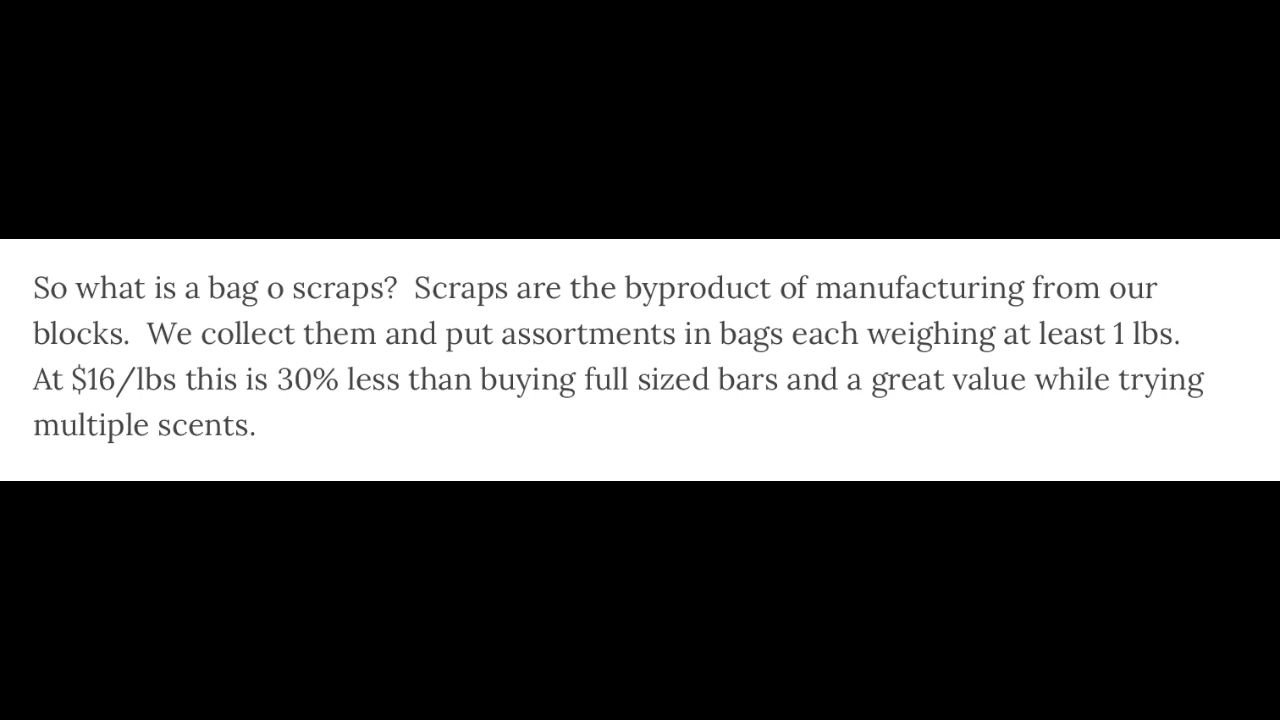 So what is a bag o scraps?  Scraps are the byproduct of manufacturing from our
blocks.  We collect them and put assortments in bags each weighing at least 1 lbs.
At $16/lbs this is 30% less than buying full sized bars and a great value while trying
multiple scents.